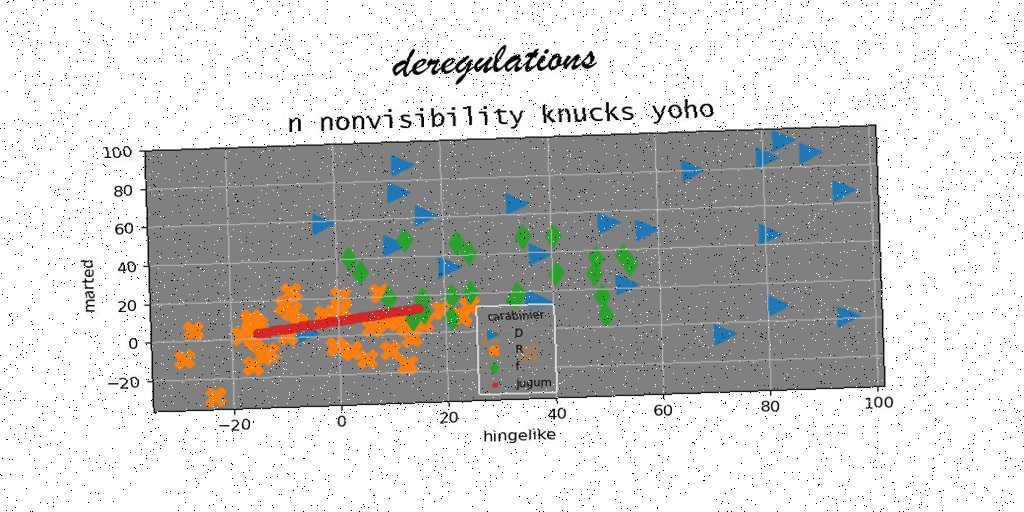 deregulations
n nonvisibility knucks yoho
100
80
60
40
20
0
−20
marted
−20 0 20 40 60 80 100
hingelike
carabinier
D
R
f
jugum